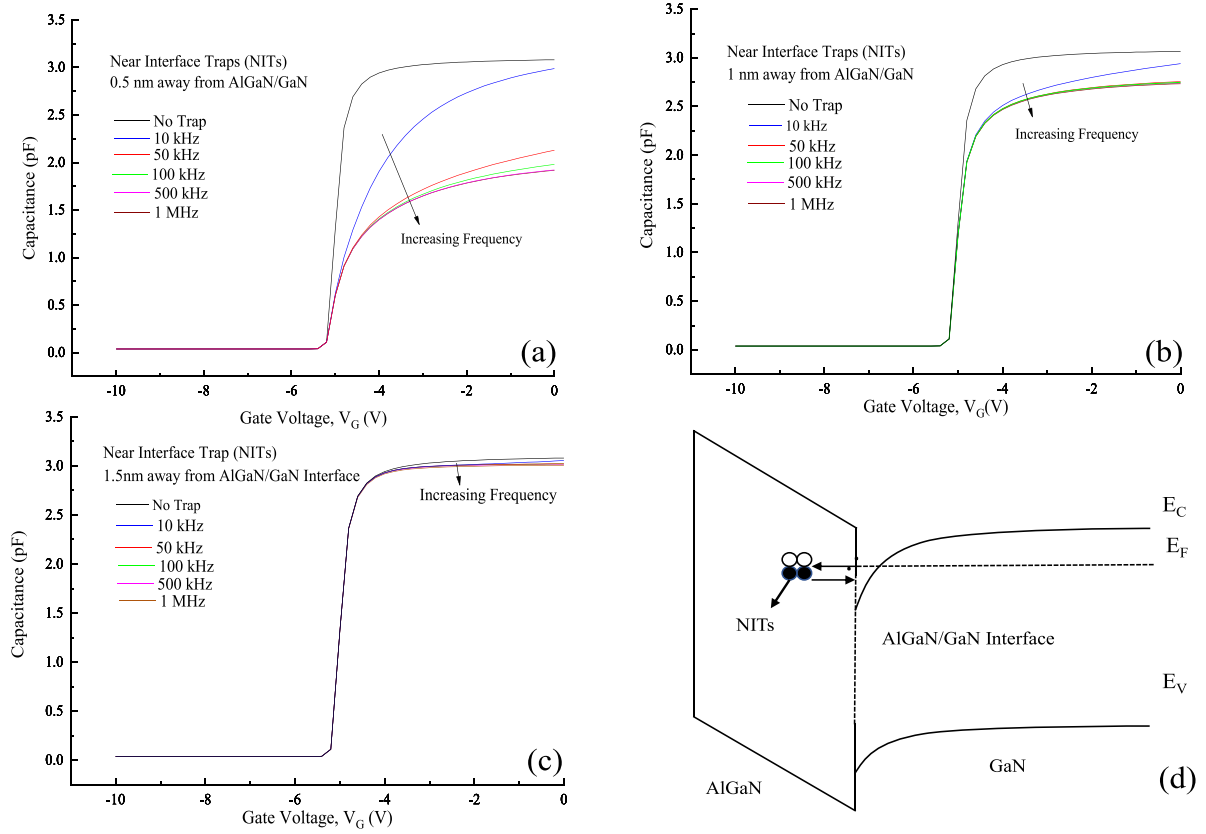 Near Interface Traps (NITs)
0.5 nm away from AlGaN/GaN
No Trap
10 kHz
50 kHz
100 kHz
500 kHz
1 MHz
Increasing Frequency
Capacitance (pF)
3.5
3.0
2.5
2.0
1.5
1.0
0.5
0.0
-10
-8
-6
-4
-2
0
Gate Voltage, VG (V)
(a)
Near Interface Traps (NITs)
1 nm away from AlGaN/GaN
No Trap
10 kHz
50 kHz
100 kHz
500 kHz
1 MHz
Increasing Frequency
Capacitance (pF)
3.5
3.0
2.5
2.0
1.5
1.0
0.5
0.0
-10
-8
-6
-4
-2
0
Gate Voltage, VG(V)
(b)
Near Interface Trap (NITs)
1.5nm away from AlGaN/GaN Interface
No Trap
10 kHz
50 kHz
100 kHz
500 kHz
1 MHz
Increasing Frequency
Capacitance (pF)
3.5
3.0
2.5
2.0
1.5
1.0
0.5
0.0
-10
-8
-6
-4
-2
0
Gate Voltage, VG (V)
(c)
EC
EF
NITs
AlGaN/GaN Interface
EV
GaN
AlGaN
(d)